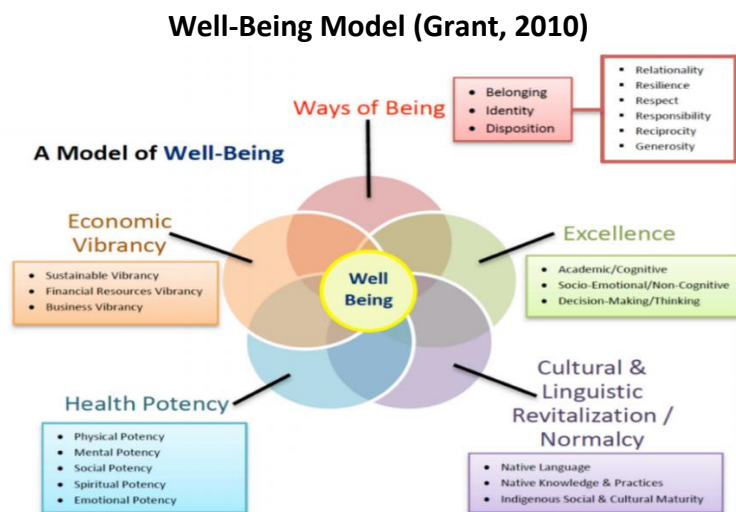 Well-Being Model (Grant, 2010)
Ways of Being
• Belonging
• Identity
• Disposition
▪ Relationality
▪ Resilience
▪ Respect
▪ Responsibility
▪ Reciprocity
▪ Generosity
A Model of Well-Being
Economic
Vibrancy
• Sustainable Vibrancy
• Financial Resources Vibrancy
• Business Vibrancy
Excellence
• Academic/Cognitive
• Socio-Emotional/Non-Cognitive
• Decision-Making/Thinking
Well
Being
Health Potency
• Physical Potency
• Mental Potency
• Social Potency
• Spiritual Potency
• Emotional Potency
Cultural &
Linguistic
Revitalization /
Normalcy
• Native Language
• Native Knowledge & Practices
• Indigenous Social & Cultural Maturity